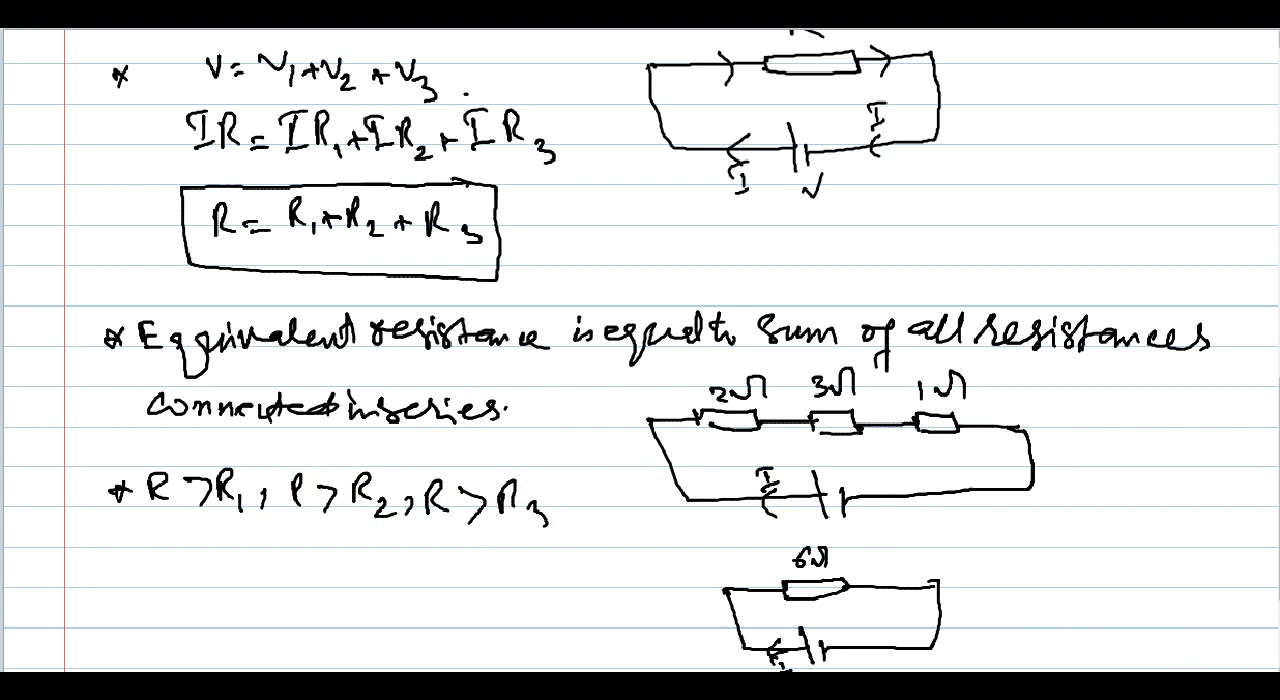 * V = V₁ + V₂ + V₃ .
IR = IR₁ + IR₂ + IR₃
R = R₁ + R₂ + R₃
I
I
V
* Equivalent resistance is equal to sum of all resistances
connected in series.
2Ω 3Ω 1Ω
I
* R > R₁, R > R₂, R > R₃
6Ω
I